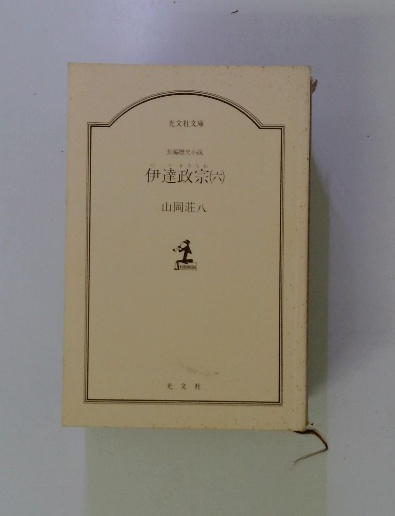 光文社文庫
長編歴史小説
伊達政宗(六)
山岡荘八
光文社